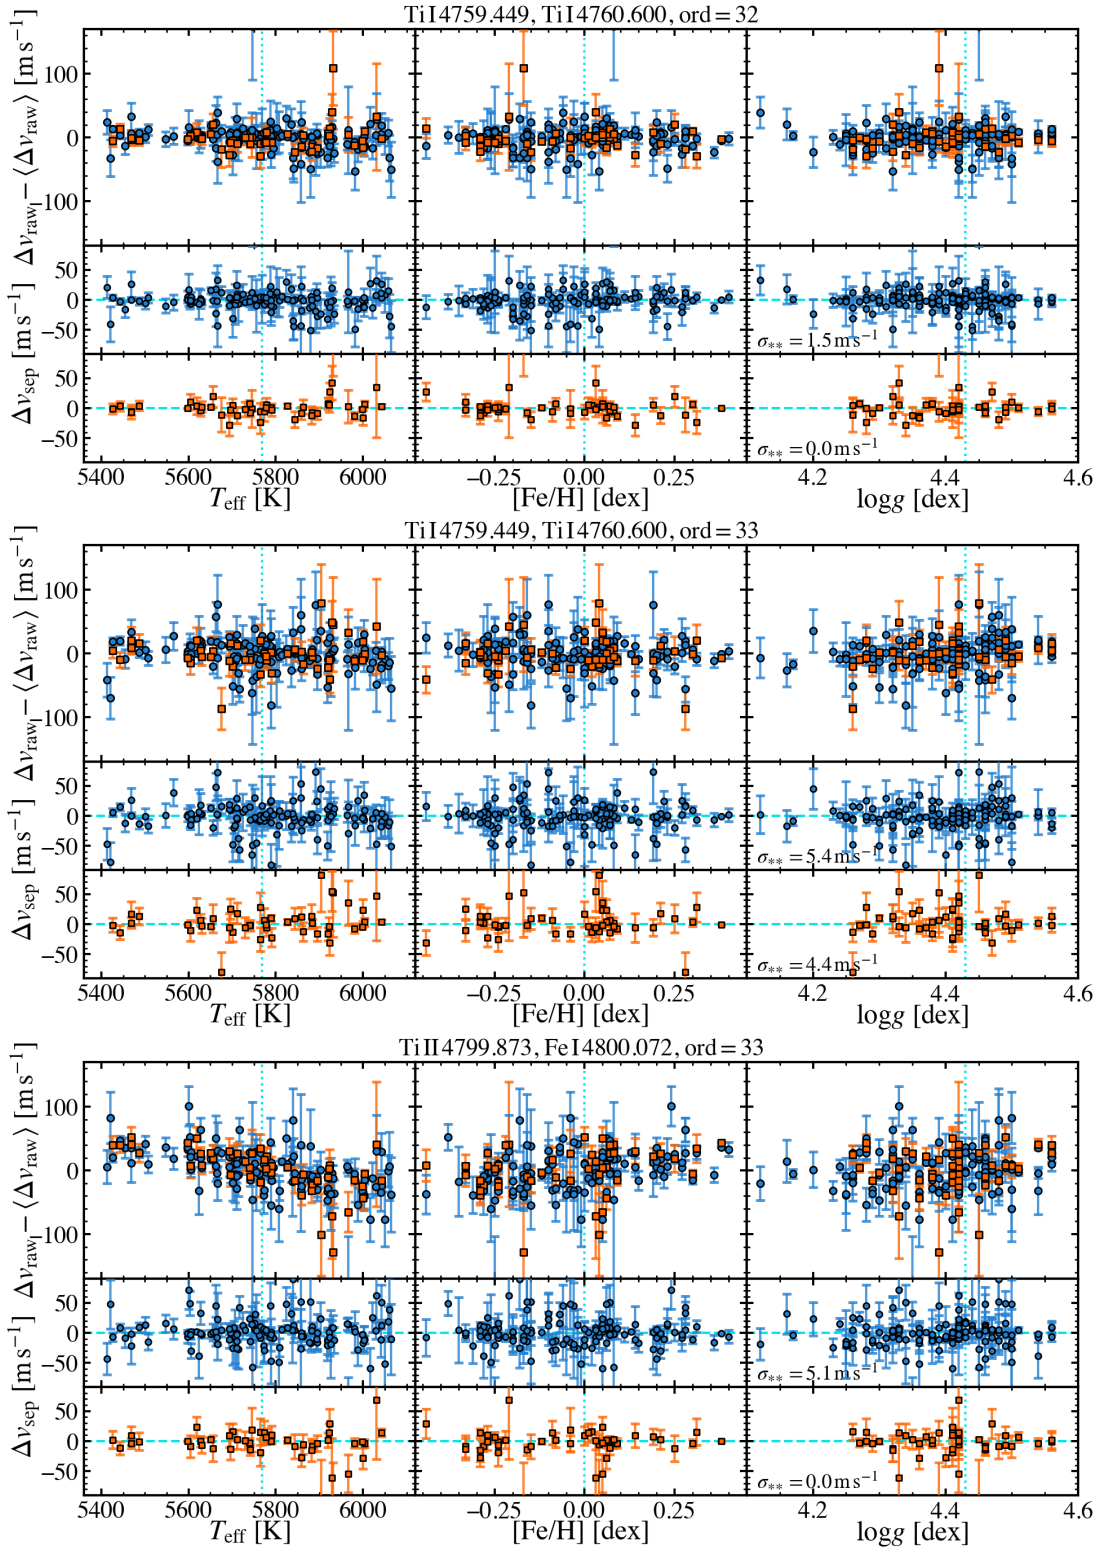 Ti I 4759.449, Ti I 4760.600, ord = 32
Δv_raw,l − ⟨Δv_raw⟩ [m s⁻¹]
100
0
−100
50
0
−50
σ** = 1.5 m s⁻¹
Δv_sep [m s⁻¹]
50
0
−50
σ** = 0.0 m s⁻¹
5400 5600 5800 6000 −0.25 0.00 0.25 4.2 4.4 4.6
T_eff [K] [Fe/H] [dex] log g [dex]
Ti I 4759.449, Ti I 4760.600, ord = 33
Δv_raw,l − ⟨Δv_raw⟩ [m s⁻¹]
100
0
100
50
0
−50
σ** = 5.4 m s⁻¹
Δv_sep [m s⁻¹]
50
0
−50
σ** = 4.4 m s⁻¹
5400 5600 5800 6000 −0.25 0.00 0.25 4.2 4.4 4.6
T_eff [K] [Fe/H] [dex] log g [dex]
Ti II 4799.873, Fe I 4800.072, ord = 33
Δv_raw,l − ⟨Δv_raw⟩ [m s⁻¹]
100
0
100
50
0
−50
σ** = 5.1 m s⁻¹
Δv_sep [m s⁻¹]
50
0
−50
σ** = 0.0 m s⁻¹
5400 5600 5800 6000 −0.25 0.00 0.25 4.2 4.4 4.6
T_eff [K] [Fe/H] [dex] log g [dex]